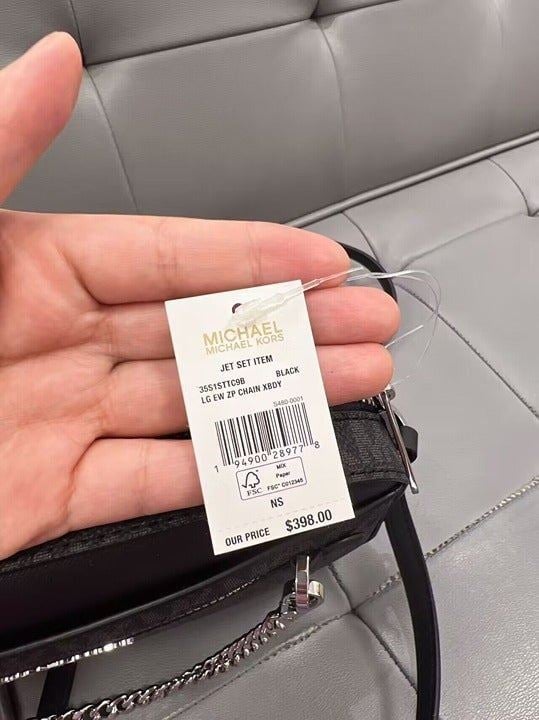 MICHAEL
MICHAEL KORS
JET SET ITEM
35S1STTC9B BLACK
LG EW ZP CHAIN XBDY
S480-0001
1 94900 28977 8
FSC
MIX
Paper
FSC® C012345
NS
OUR PRICE $398.00